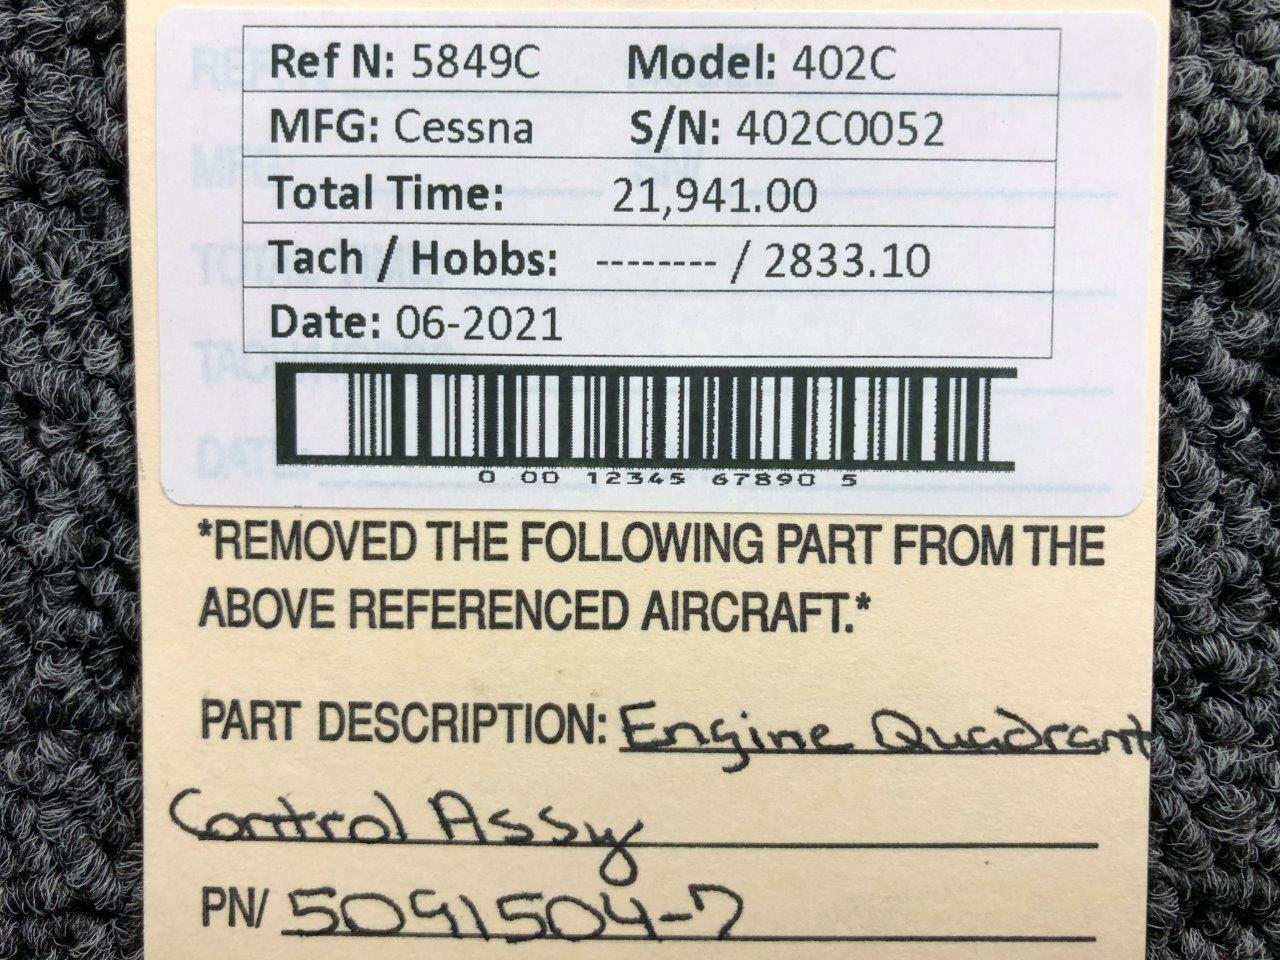 Ref N: 5849C Model: 402C
MFG: Cessna S/N: 402C0052
Total Time: 21,941.00
Tach / Hobbs: -------- / 2833.10
Date: 06-2021
0 00 12345 67890 5
*REMOVED THE FOLLOWING PART FROM THE
ABOVE REFERENCED AIRCRAFT.*
PART DESCRIPTION: Engine Quadrant
Control Assy
PN/ 5091504-7